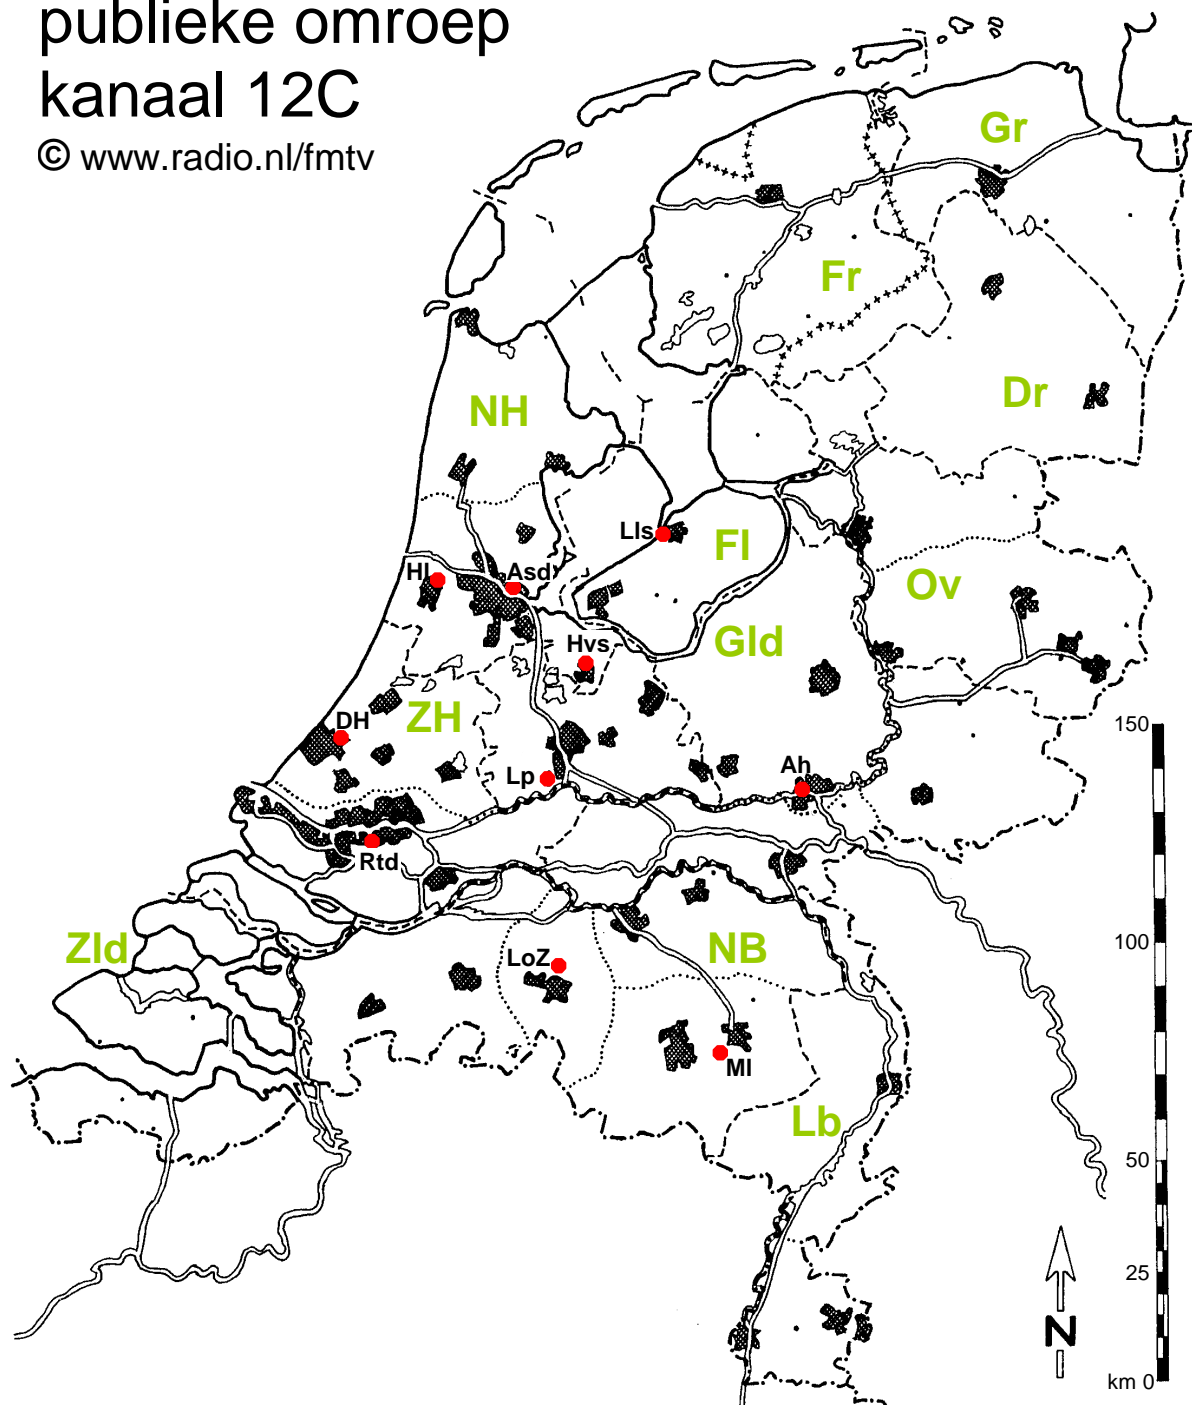 publieke omroep
kanaal 12C
© www.radio.nl/fmtv
Gr
Fr
Dr
NH
Lls
Fl
Hl
Asd
Ov
Hvs
Gld
DH
ZH
150
Lp
Ah
Rtd
Zld
LoZ
NB
100
Ml
Lb
50
25
N
km 0